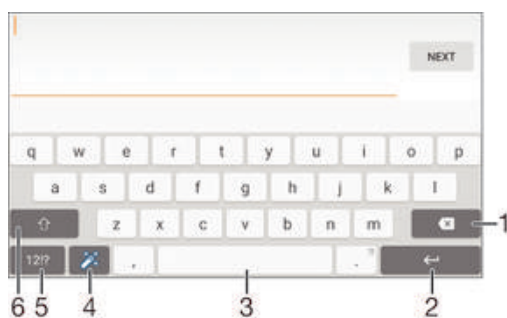 NEXT
q w e r t y u i o p
a s d f g h j k l
z x c v b n m
12!? , . ?
1
6 5 4 3 2